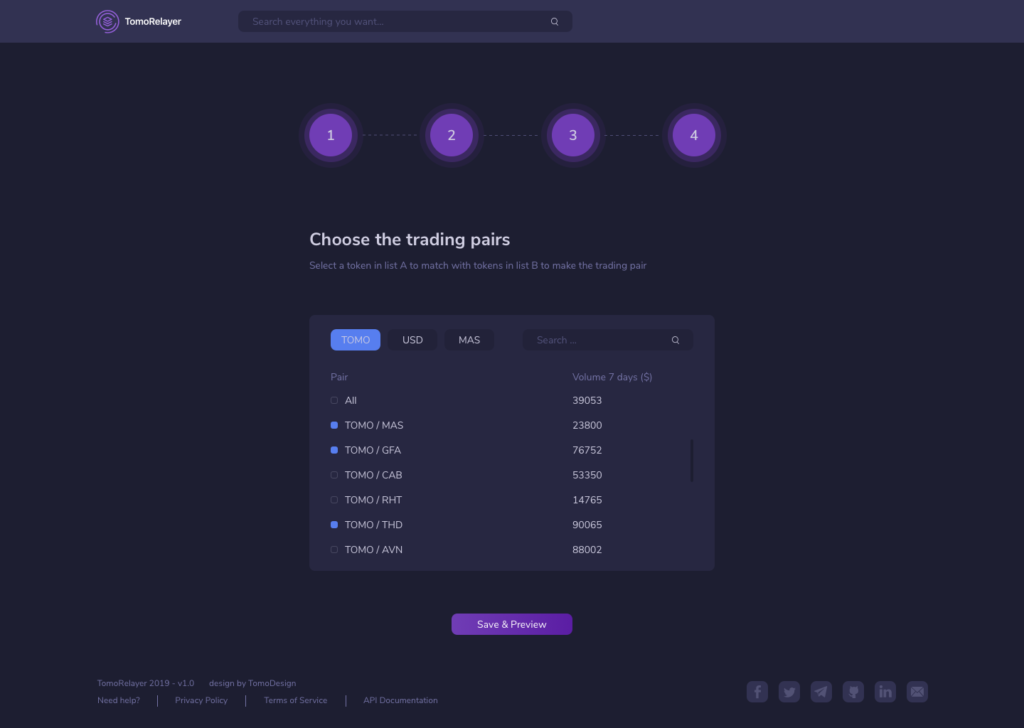 TomoRelayer
Search everything you want...
1 2 3 4
Choose the trading pairs
Select a token in list A to match with tokens in list B to make the trading pair
TOMO USD MAS Search ...
Pair Volume 7 days ($)
All 39053
TOMO / MAS 23800
TOMO / GFA 76752
TOMO / CAB 53350
TOMO / RHT 14765
TOMO / THD 90065
TOMO / AVN 88002
Save & Preview
TomoRelayer 2019 - v1.0 design by TomoDesign
Need help? Privacy Policy Terms of Service API Documentation